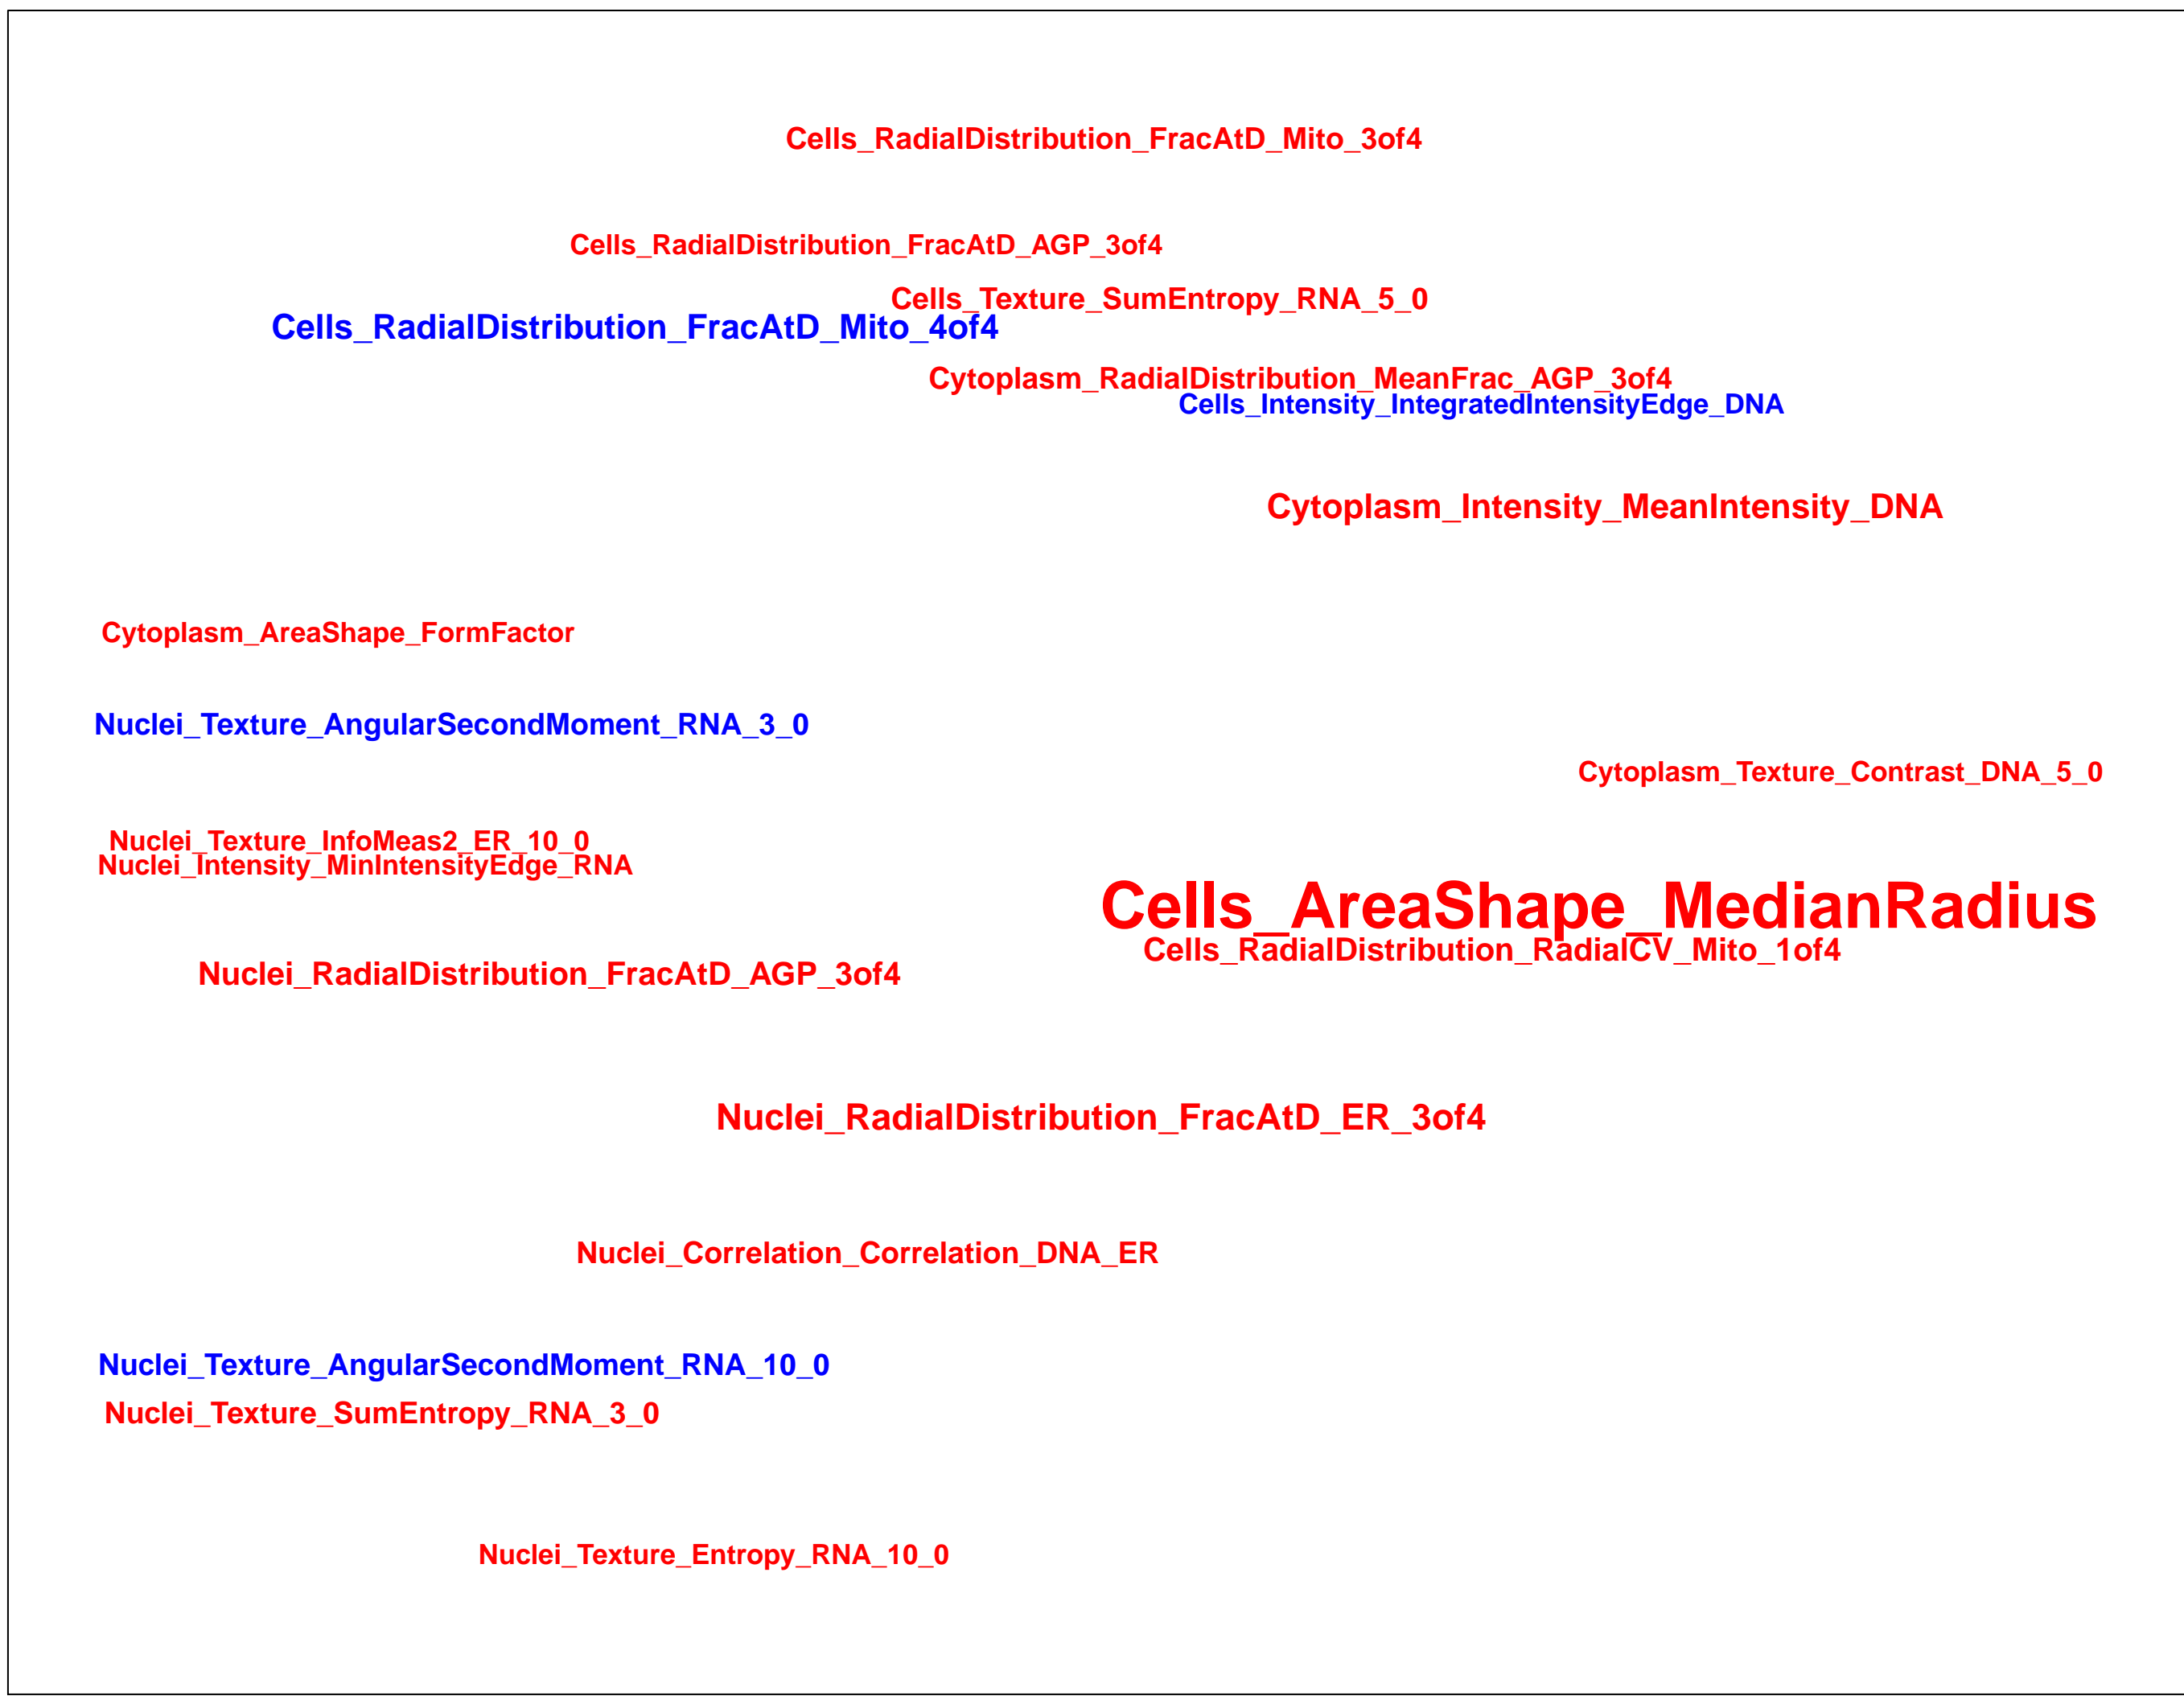 Cells_RadialDistribution_FracAtD_Mito_3of4
Cells_RadialDistribution_FracAtD_AGP_3of4
Cells_Texture_SumEntropy_RNA_5_0
Cells_RadialDistribution_FracAtD_Mito_4of4
Cytoplasm_RadialDistribution_MeanFrac_AGP_3of4
Cells_Intensity_IntegratedIntensityEdge_DNA
Cytoplasm_Intensity_MeanIntensity_DNA
Cytoplasm_AreaShape_FormFactor
Nuclei_Texture_AngularSecondMoment_RNA_3_0
Cytoplasm_Texture_Contrast_DNA_5_0
Nuclei_Texture_InfoMeas2_ER_10_0
Nuclei_Intensity_MinIntensityEdge_RNA
Cells_AreaShape_MedianRadius
Cells_RadialDistribution_RadialCV_Mito_1of4
Nuclei_RadialDistribution_FracAtD_AGP_3of4
Nuclei_RadialDistribution_FracAtD_ER_3of4
Nuclei_Correlation_Correlation_DNA_ER
Nuclei_Texture_AngularSecondMoment_RNA_10_0
Nuclei_Texture_SumEntropy_RNA_3_0
Nuclei_Texture_Entropy_RNA_10_0